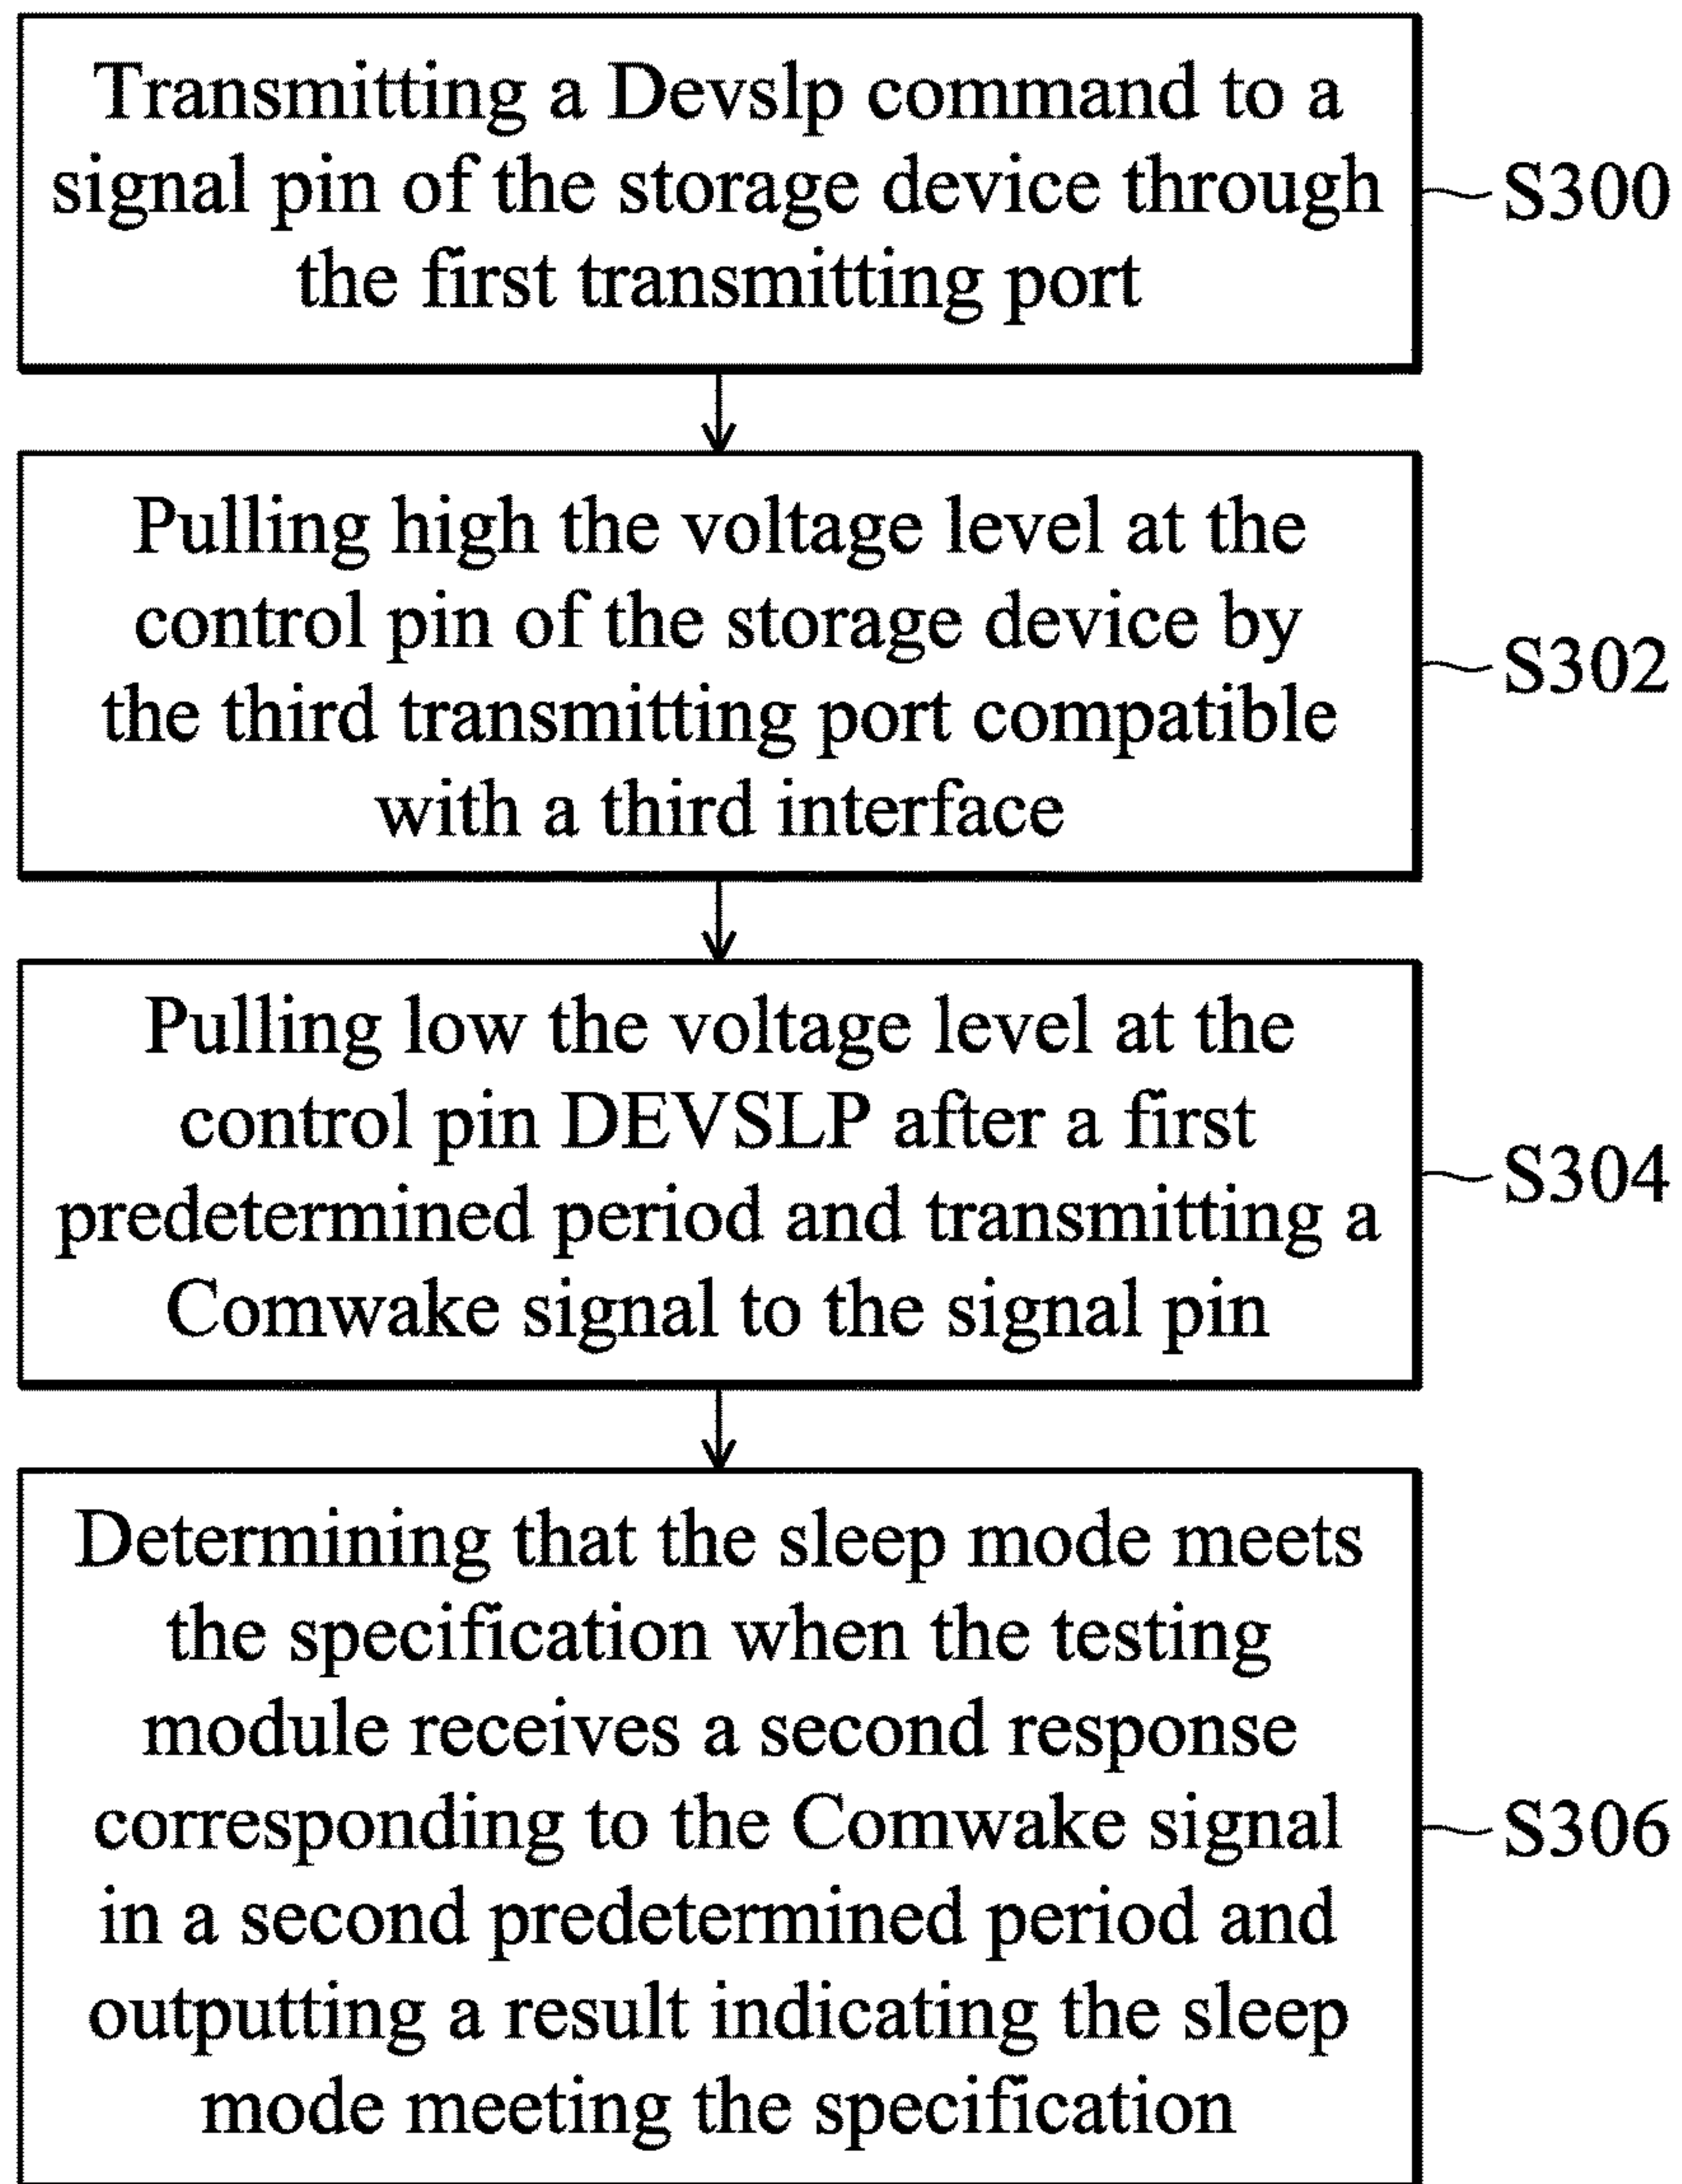 Transmitting a Devslp command to a
signal pin of the storage device through
the first transmitting port
S300
Pulling high the voltage level at the
control pin of the storage device by
the third transmitting port compatible
with a third interface
S302
Pulling low the voltage level at the
control pin DEVSLP after a first
predetermined period and transmitting a
Comwake signal to the signal pin
S304
Determining that the sleep mode meets
the specification when the testing
module receives a second response
corresponding to the Comwake signal
in a second predetermined period and
outputting a result indicating the sleep
mode meeting the specification
S306